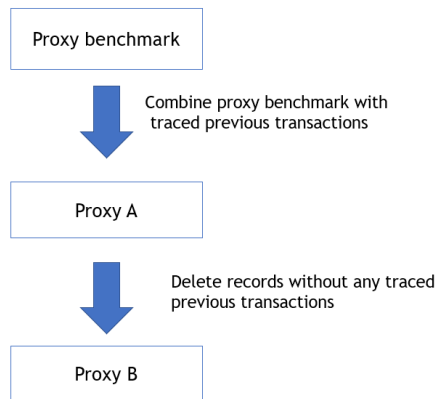 Proxy benchmark
Combine proxy benchmark with
traced previous transactions
Proxy A
Delete records without any traced
previous transactions
Proxy B